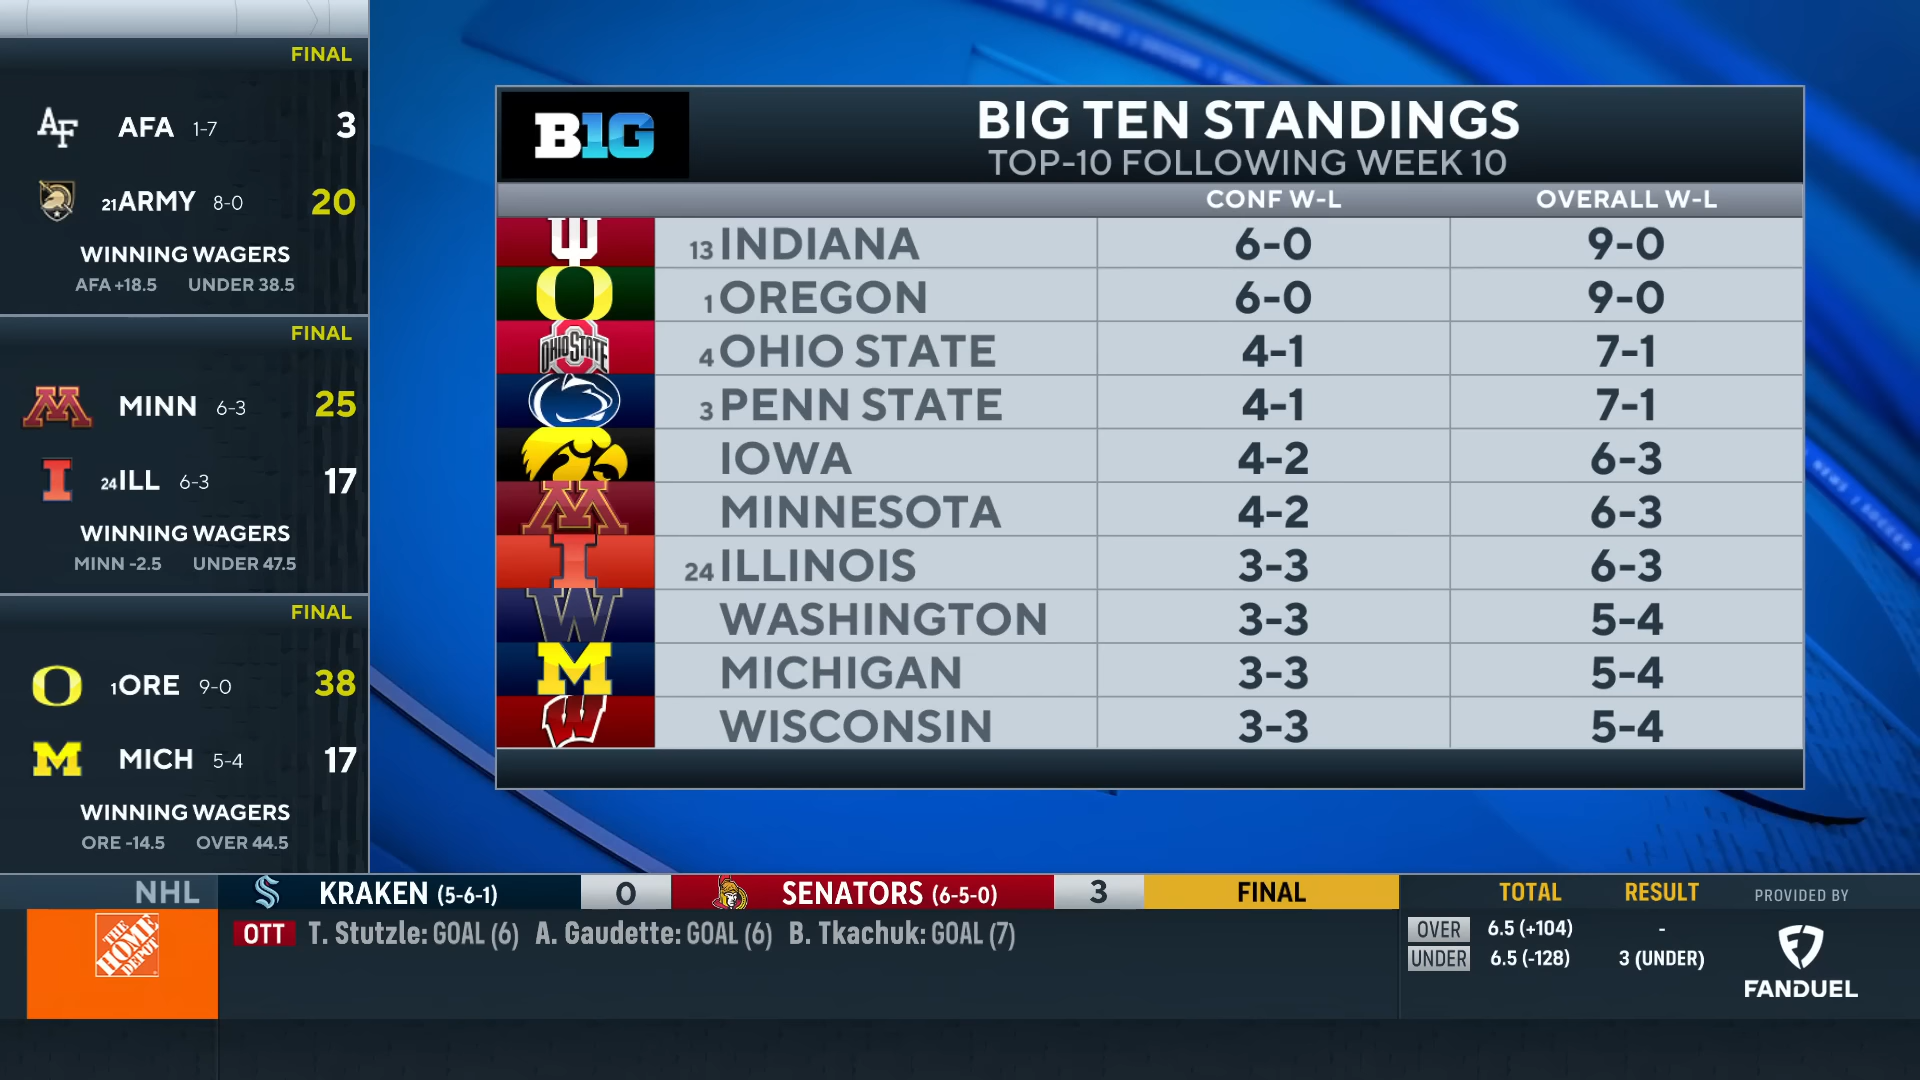 FINAL
AFA 1-7 3
21 ARMY 8-0 20
WINNING WAGERS
AFA +18.5 UNDER 38.5
FINAL
MINN 6-3 25
24 ILL 6-3 17
WINNING WAGERS
MINN -2.5 UNDER 47.5
FINAL
1 ORE 9-0 38
MICH 5-4 17
WINNING WAGERS
ORE -14.5 OVER 44.5
B1G
BIG TEN STANDINGS
TOP-10 FOLLOWING WEEK 10
CONF W-L OVERALL W-L
13 INDIANA 6-0 9-0
1 OREGON 6-0 9-0
OHIO STATE
4 OHIO STATE 4-1 7-1
3 PENN STATE 4-1 7-1
IOWA 4-2 6-3
MINNESOTA 4-2 6-3
24 ILLINOIS 3-3 6-3
WASHINGTON 3-3 5-4
MICHIGAN 3-3 5-4
WISCONSIN 3-3 5-4
NHL KRAKEN (5-6-1) 0 SENATORS (6-5-0) 3 FINAL
THE HOME DEPOT
OTT T. Stutzle: GOAL (6) A. Gaudette: GOAL (6) B. Tkachuk: GOAL (7)
TOTAL RESULT
OVER 6.5 (+104) -
UNDER 6.5 (-128) 3 (UNDER)
PROVIDED BY
FANDUEL